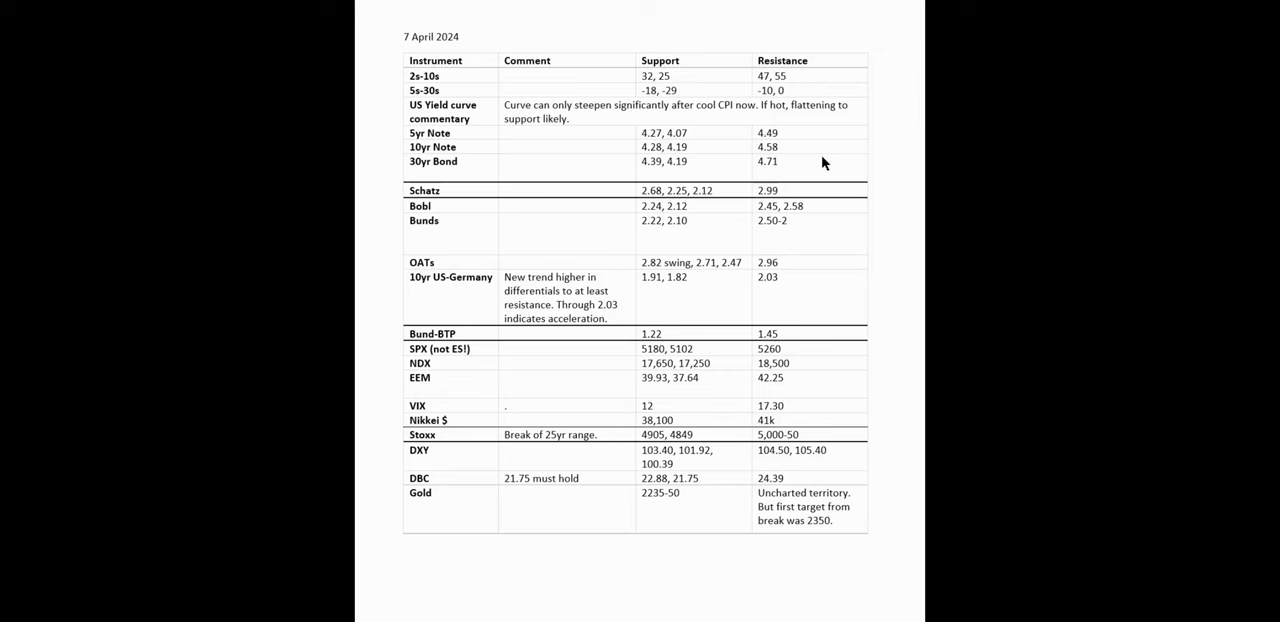 7 April 2024
Instrument Comment Support Resistance
2s-10s 32, 25 47, 55
5s-30s -18, -29 -10, 0
US Yield curve Curve can only steepen significantly after cool CPI now. If hot, flattening to
commentary support likely.
5yr Note 4.27, 4.07 4.49
10yr Note 4.28, 4.19 4.58
30yr Bond 4.39, 4.19 4.71
Schatz 2.68, 2.25, 2.12 2.99
Bobl 2.24, 2.12 2.45, 2.58
Bunds 2.22, 2.10 2.50-2
OATs 2.82 swing, 2.71, 2.47 2.96
10yr US-Germany New trend higher in 1.91, 1.82 2.03
differentials to at least
resistance. Through 2.03
indicates acceleration.
Bund-BTP 1.22 1.45
SPX (not ES!) 5180, 5102 5260
NDX 17,650, 17,250 18,500
EEM 39.93, 37.64 42.25
VIX . 12 17.30
Nikkei $ 38,100 41k
Stoxx Break of 25yr range. 4905, 4849 5,000-50
DXY 103.40, 101.92, 104.50, 105.40
100.39
DBC 21.75 must hold 22.88, 21.75 24.39
Gold 2235-50 Uncharted territory.
But first target from
break was 2350.